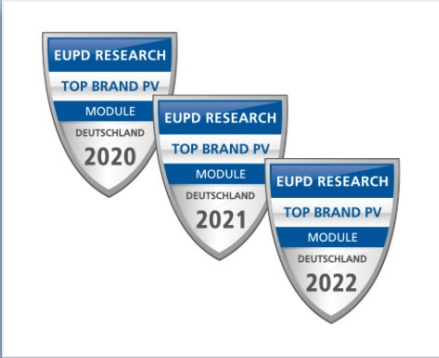 EUPD RESEARCH
TOP BRAND PV
MODULE
DEUTSCHLAND
2020
EUPD RESEARCH
TOP BRAND PV
MODULE
DEUTSCHLAND
2021
EUPD RESEARCH
TOP BRAND PV
MODULE
DEUTSCHLAND
2022